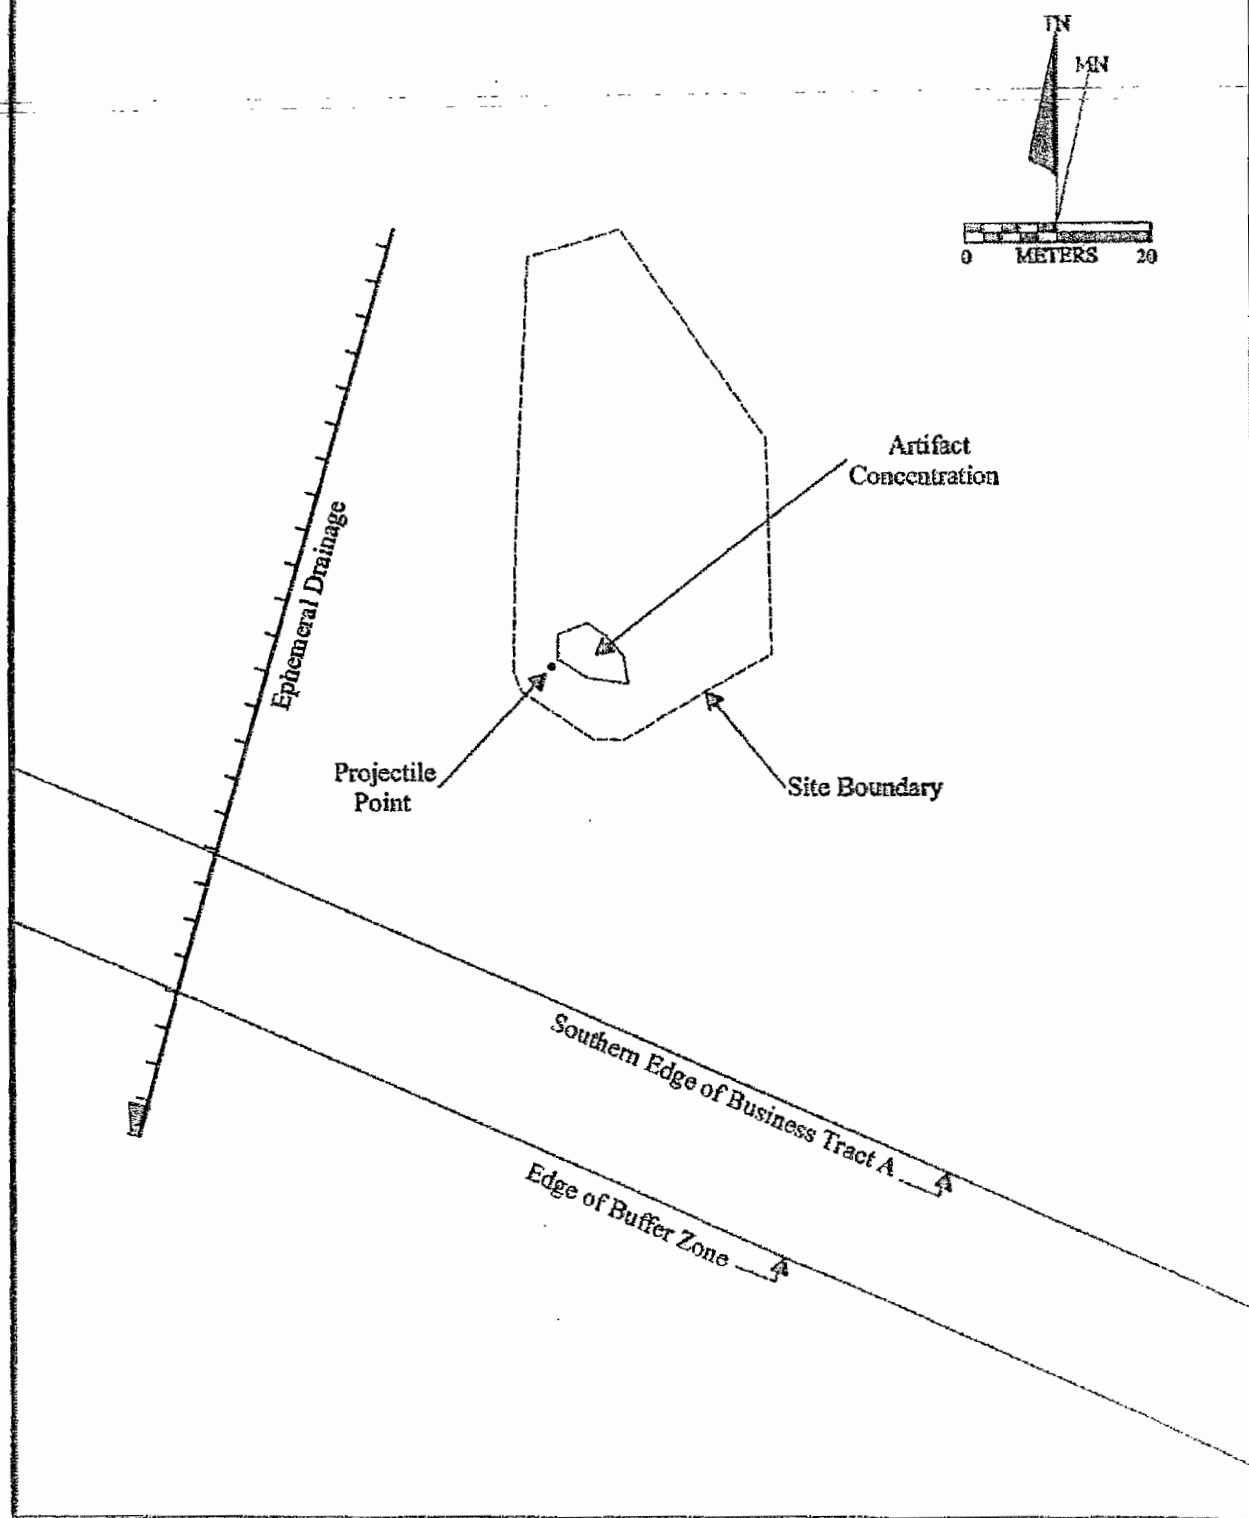 TN
MN
0 METERS 20
Artifact
Concentration
Ephemeral Drainage
Projectile
Point
Site Boundary
Southern Edge of Business Tract A
Edge of Buffer Zone